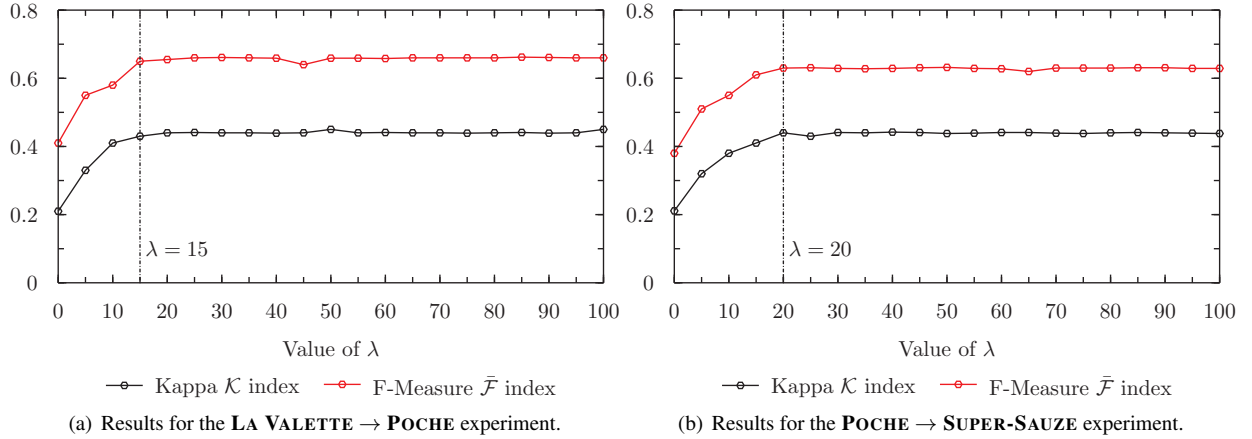 0.8
0.6
0.4
0.2
0
λ = 15
0 10 20 30 40 50 60 70 80 90 100
Value of λ
Kappa 𝒦 index F-Measure ℱ̄ index
(a) Results for the LA VALETTE → POCHE experiment.
0.8
0.6
0.4
0.2
0
λ = 20
0 10 20 30 40 50 60 70 80 90 100
Value of λ
Kappa 𝒦 index F-Measure ℱ̄ index
(b) Results for the POCHE → SUPER-SAUZE experiment.